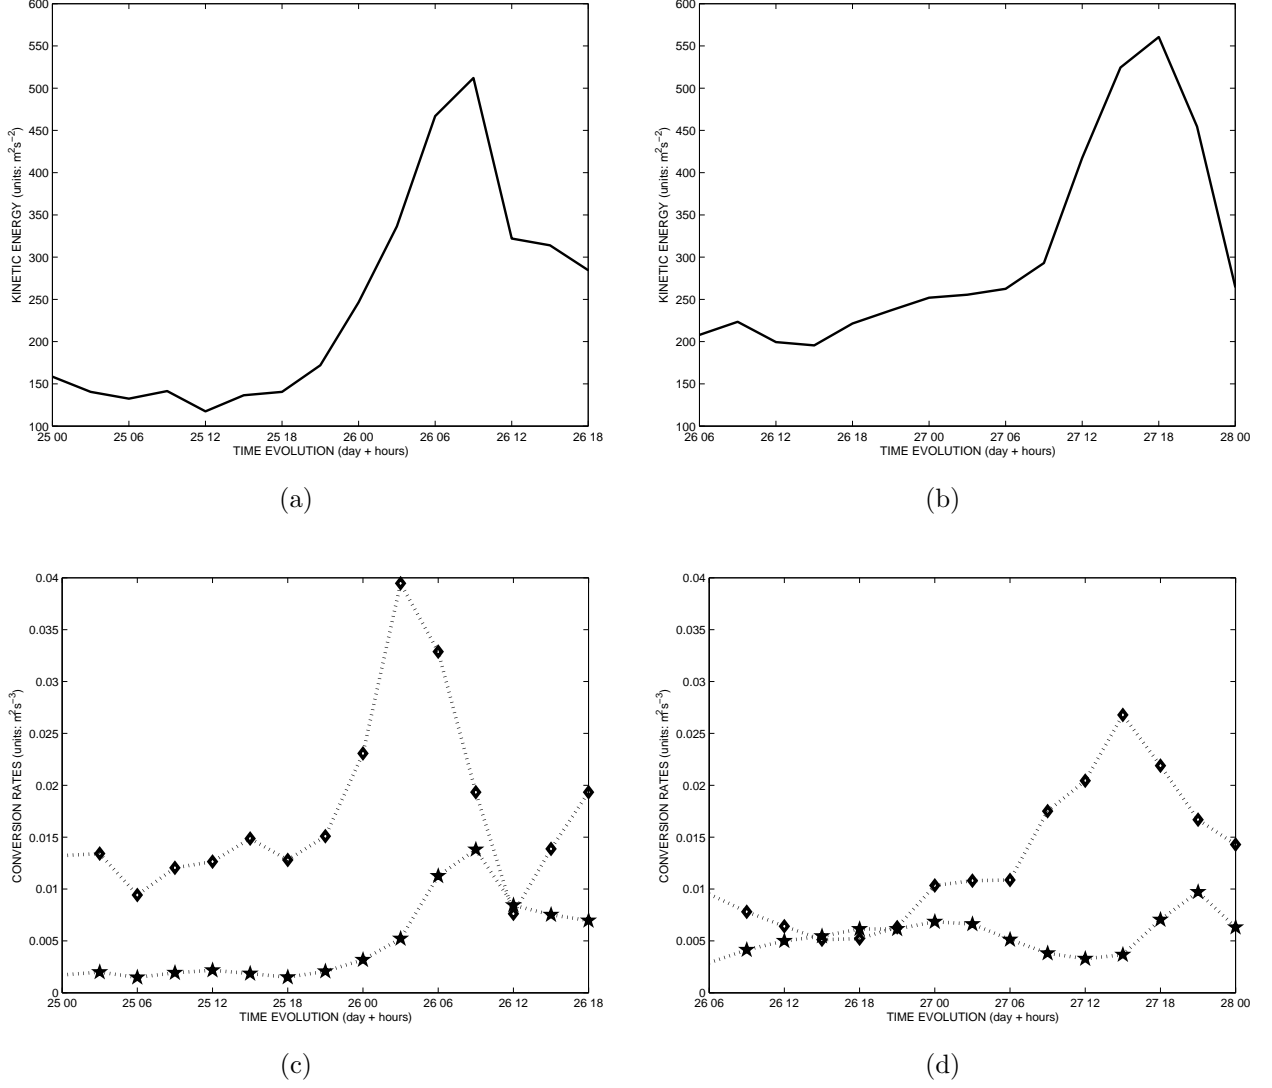 600
550
500
450
400
350
300
250
200
150
100
KINETIC ENERGY (units: m²s⁻²)
25 00 25 06 25 12 25 18 26 00 26 06 26 12 26 18
TIME EVOLUTION (day + hours)
(a)
600
550
500
450
400
350
300
250
200
150
100
KINETIC ENERGY (units: m²s⁻²)
26 06 26 12 26 18 27 00 27 06 27 12 27 18 28 00
TIME EVOLUTION (day + hours)
(b)
0.04
0.035
0.03
0.025
0.02
0.015
0.01
0.005
0
CONVERSION RATES (units: m²s⁻³)
25 00 25 06 25 12 25 18 26 00 26 06 26 12 26 18
TIME EVOLUTION (day + hours)
(c)
0.04
0.035
0.03
0.025
0.02
0.015
0.01
0.005
0
CONVERSION RATES (units: m²s⁻³)
26 06 26 12 26 18 27 00 27 06 27 12 27 18 28 00
TIME EVOLUTION (day + hours)
(d)